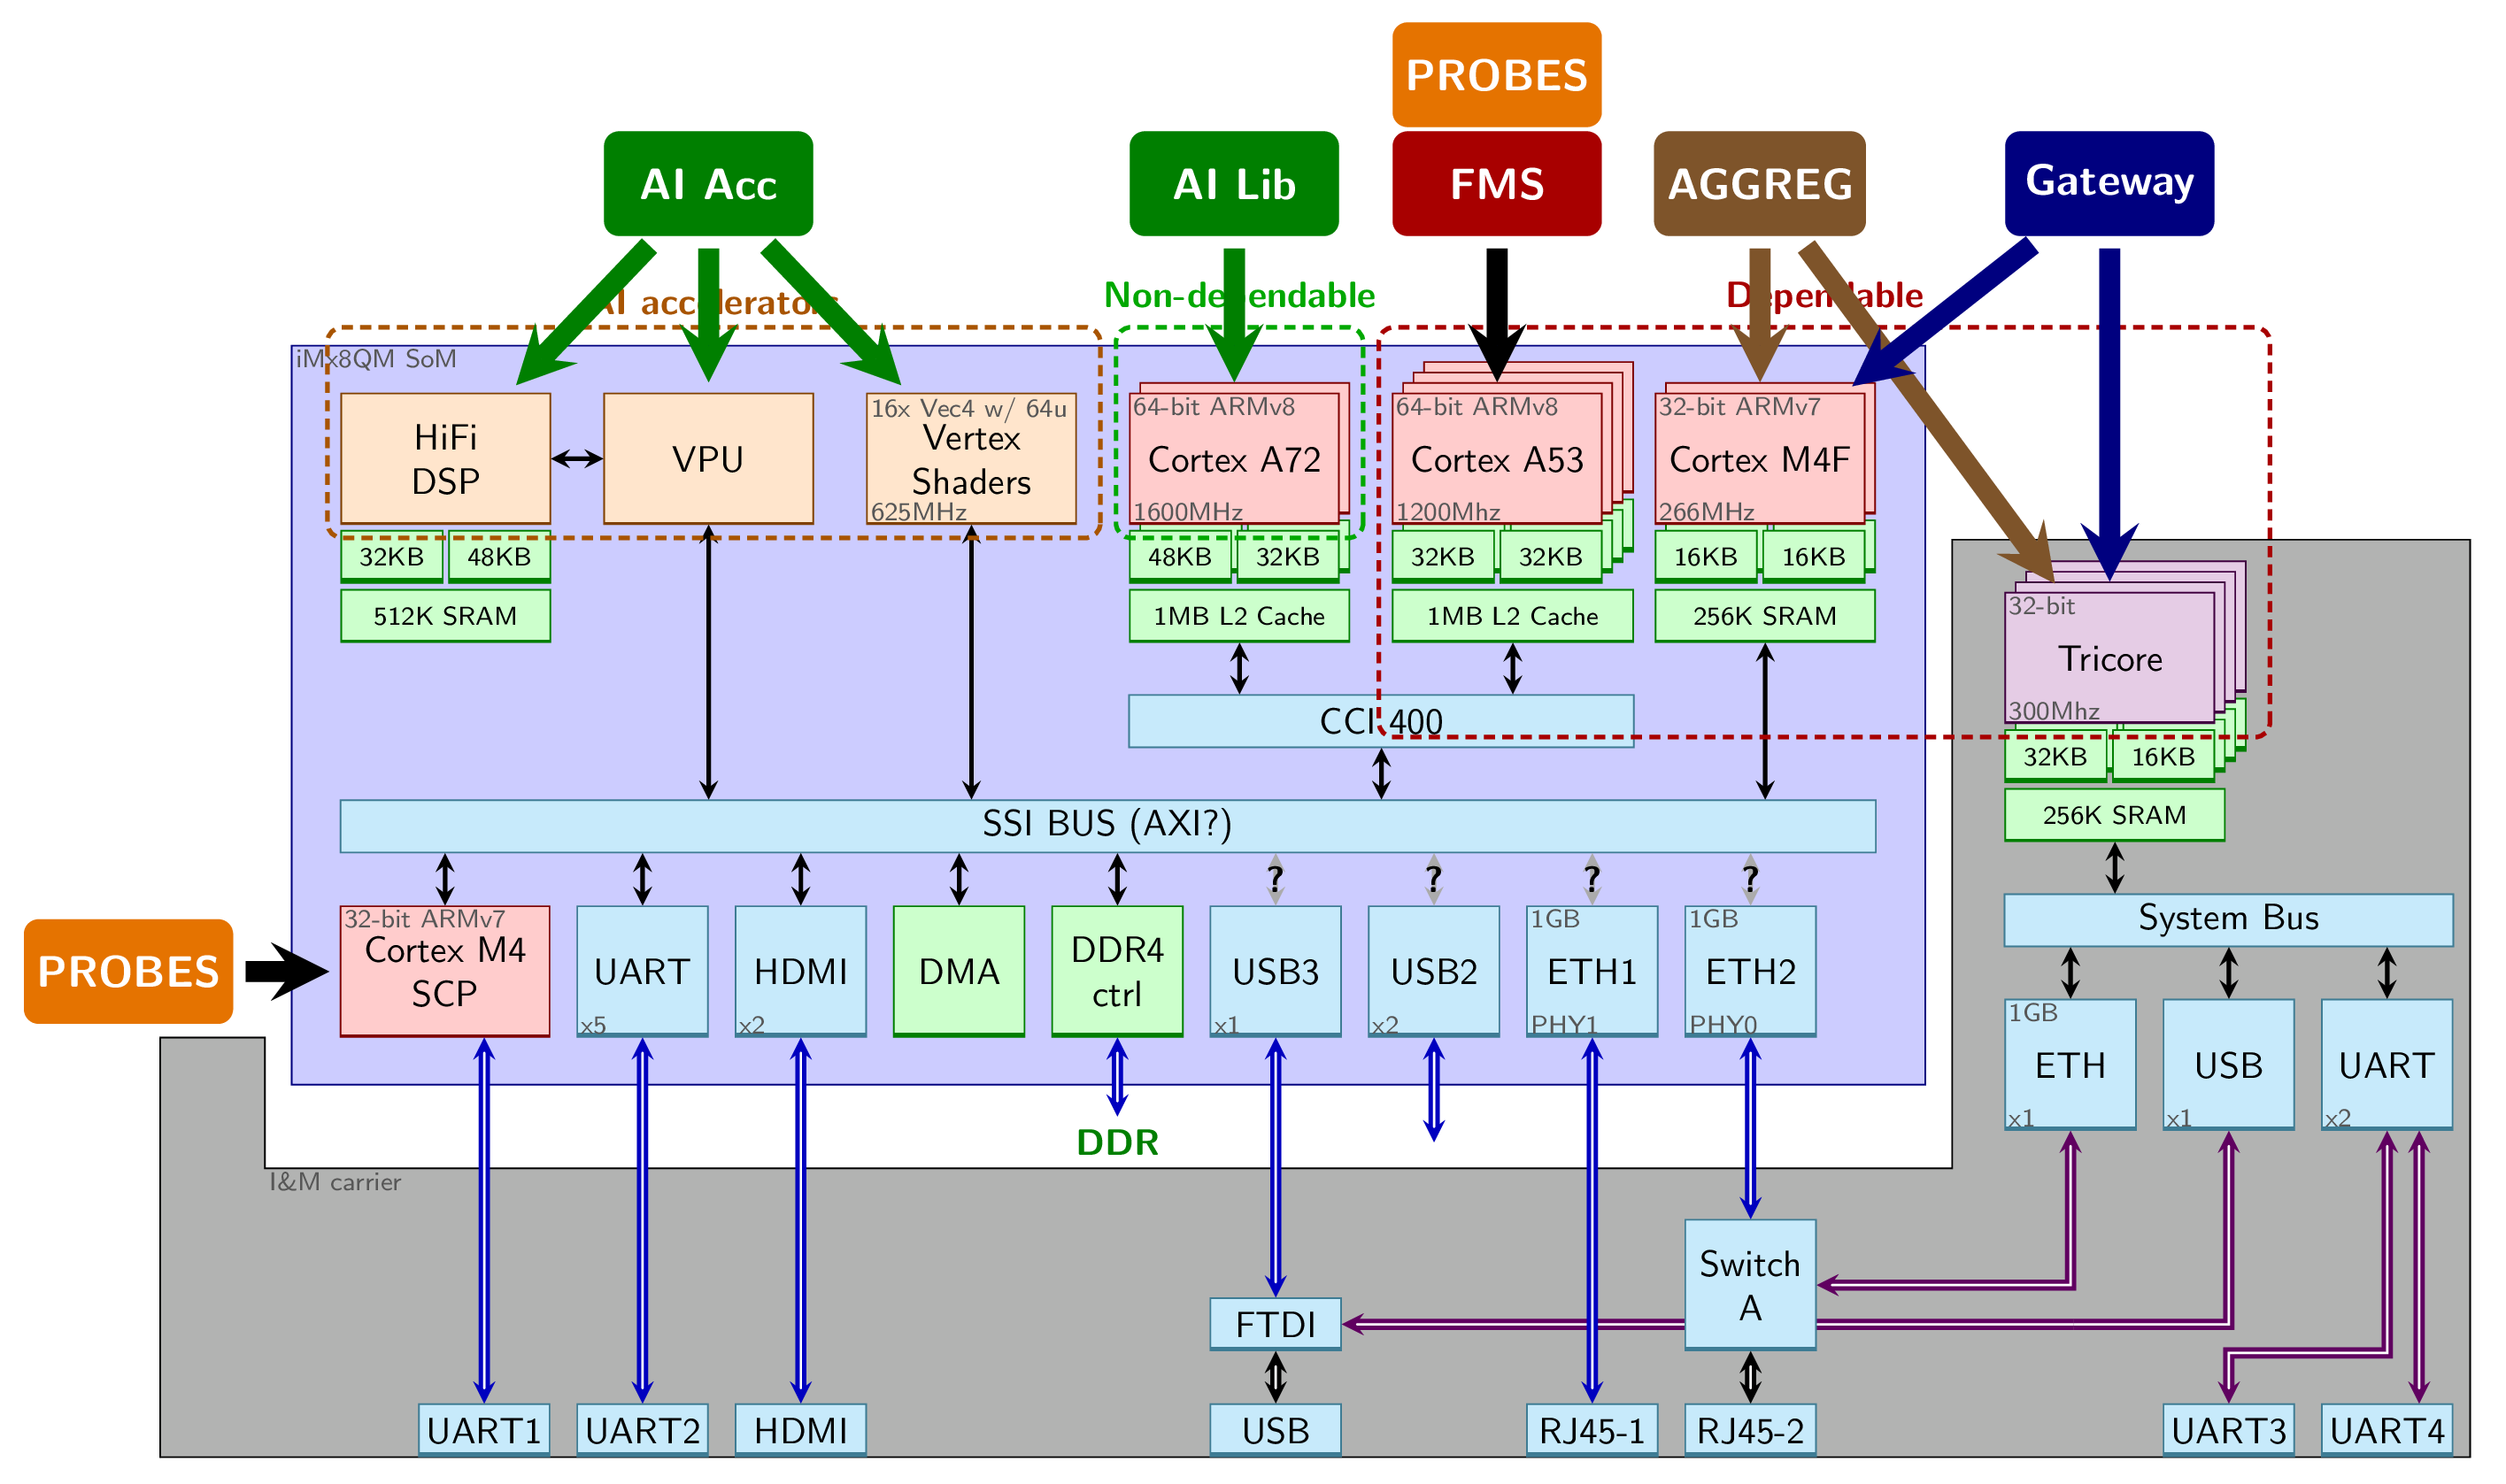 PROBES
AI Acc
AI Lib
FMS
AGGREG
Gateway
AI accelerators
Non-dependable
Dependable
iMx8QM SoM
HiFi
DSP
VPU
16x Vec4 w/ 64u
Vertex
Shaders
625MHz
64-bit ARMv8
Cortex A72
1600MHz
64-bit ARMv8
Cortex A53
1200Mhz
32-bit ARMv7
Cortex M4F
266MHz
32KB
48KB
48KB
32KB
32KB
32KB
16KB
16KB
512K SRAM
1MB L2 Cache
1MB L2 Cache
256K SRAM
32-bit
Tricore
300Mhz
32KB
16KB
256K SRAM
CCI 400
SSI BUS (AXI?)
?
?
?
?
System Bus
PROBES
32-bit ARMv7
Cortex M4
SCP
UART
x5
HDMI
x2
DMA
DDR4
ctrl
USB3
x1
USB2
x2
1GB
ETH1
PHY1
1GB
ETH2
PHY0
1GB
ETH
x1
USB
x1
UART
x2
DDR
I&M carrier
Switch
A
FTDI
UART1
UART2
HDMI
USB
RJ45-1
RJ45-2
UART3
UART4